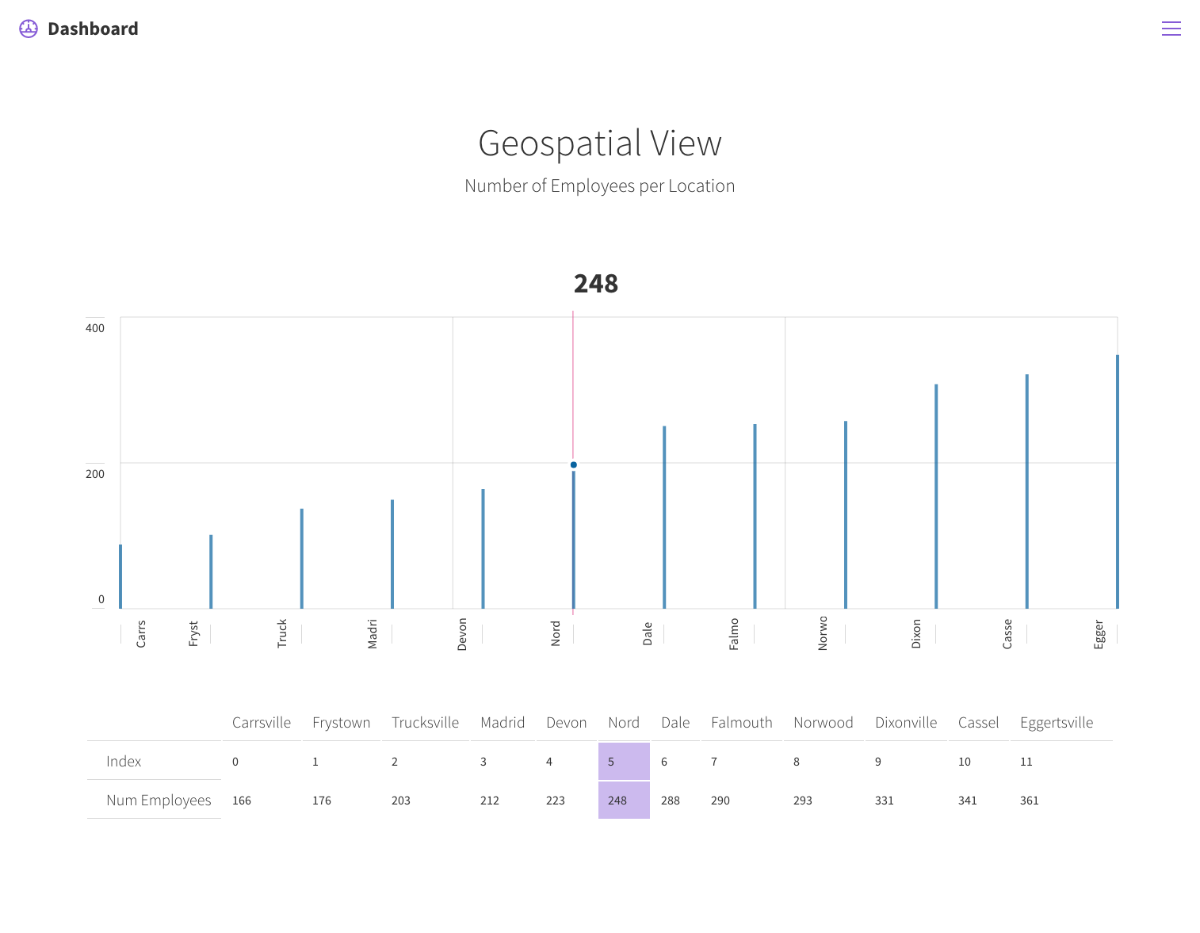 Dashboard
Geospatial View
Number of Employees per Location
248
400
200
0
Carrs Fryst Truck Madri Devon Nord Dale Falmo Norwo Dixon Casse Egger
Carrsville Frystown Trucksville Madrid Devon Nord Dale Falmouth Norwood Dixonville Cassel Eggertsville
Index 0 1 2 3 4 5 6 7 8 9 10 11
Num Employees 166 176 203 212 223 248 288 290 293 331 341 361